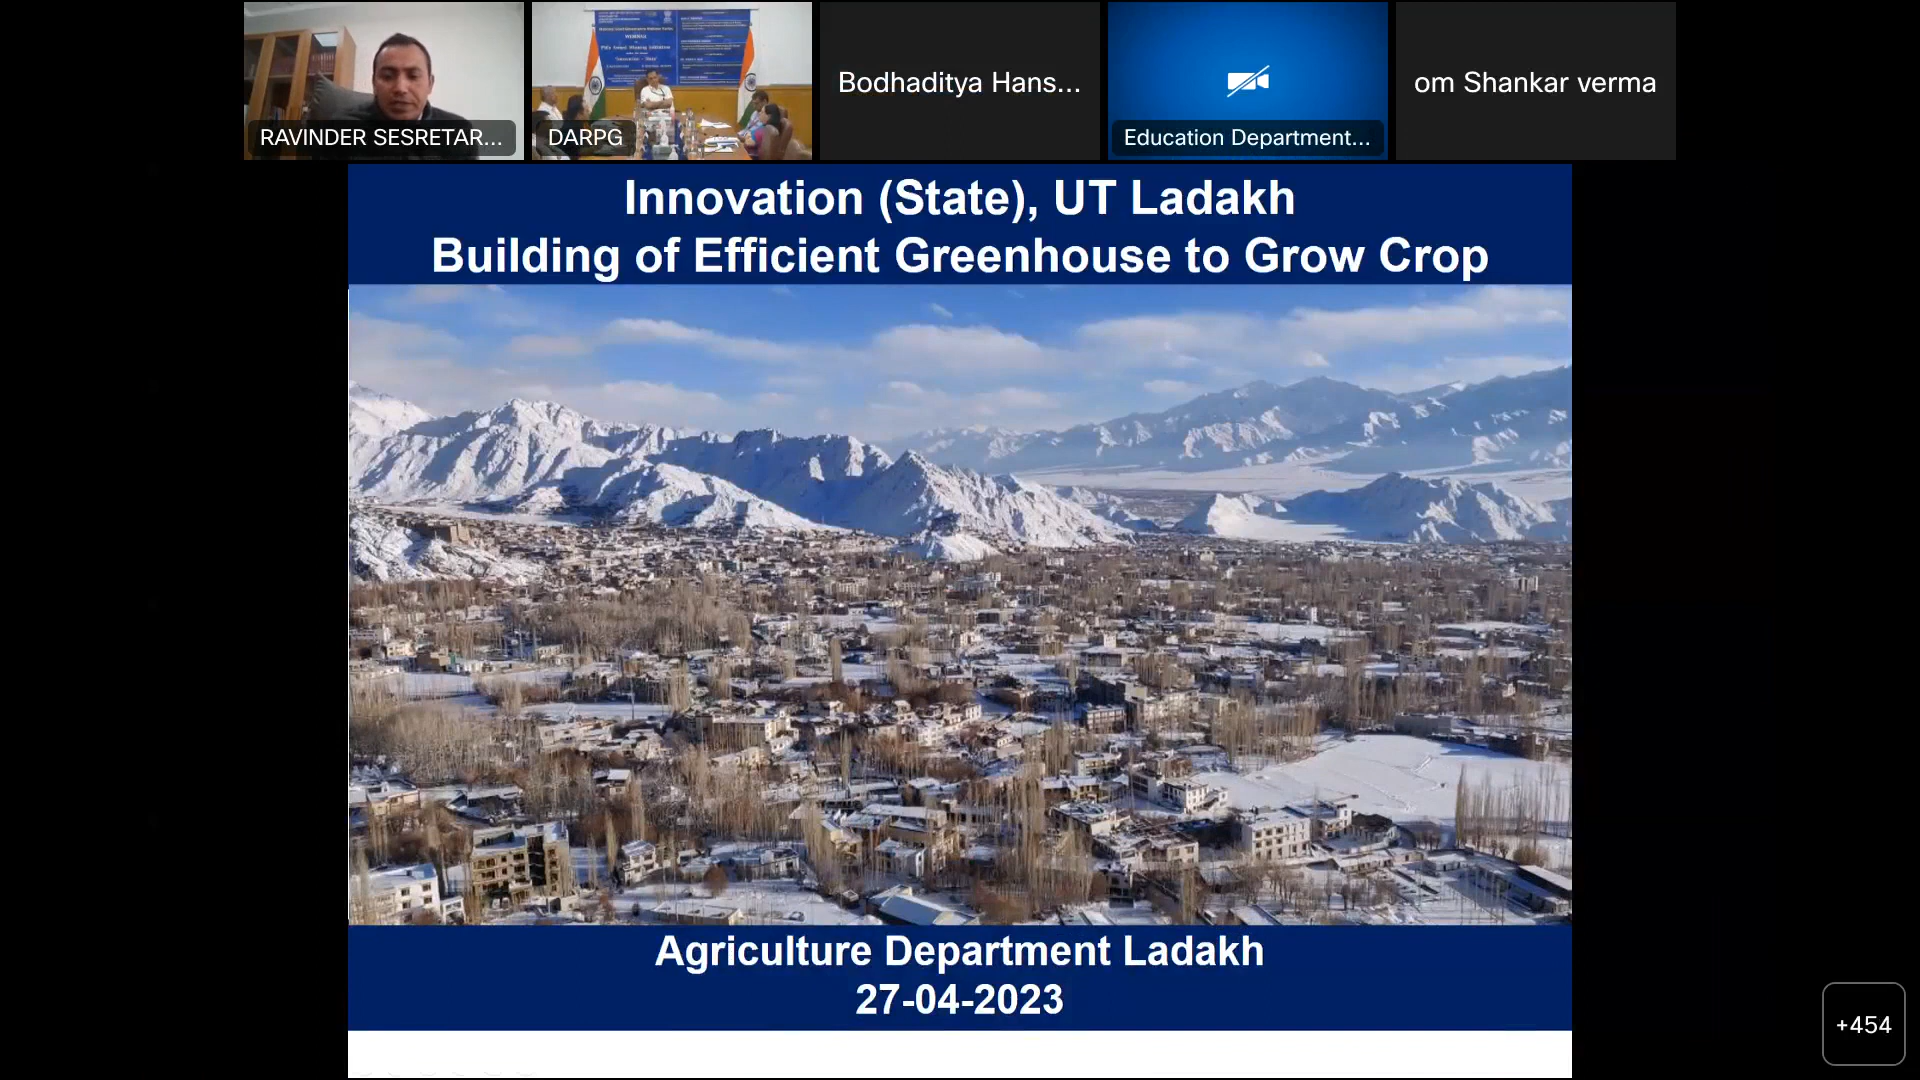 RAVINDER SESRETAR...
DARPG
Bodhaditya Hans...
Education Department...
om Shankar verma
Innovation (State), UT Ladakh
Building of Efficient Greenhouse to Grow Crop
Agriculture Department Ladakh
27-04-2023
+454